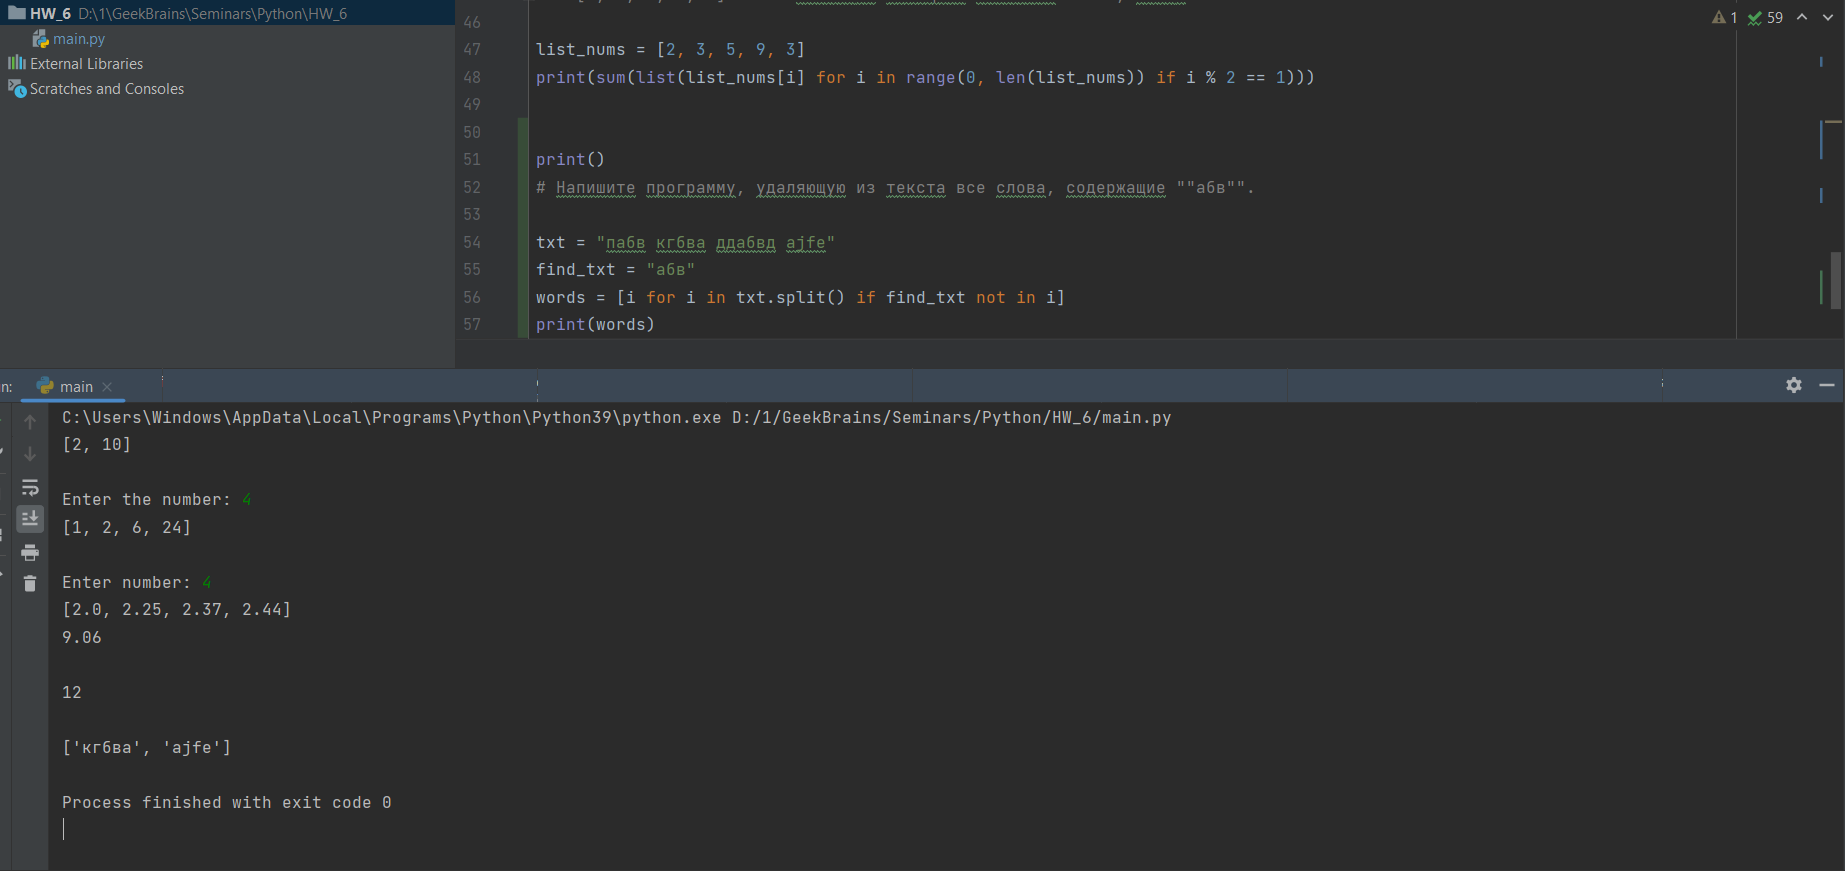 HW_6 D:\1\GeekBrains\Seminars\Python\HW_6
main.py
External Libraries
Scratches and Consoles
1 59
46
47 list_nums = [2, 3, 5, 9, 3]
48 print(sum(list(list_nums[i] for i in range(0, len(list_nums)) if i % 2 == 1)))
49
50
51 print()
52 # Напишите программу, удаляющую из текста все слова, содержащие ""абв"".
53
54 txt = "пабв кгбва ддабвд ajfe"
55 find_txt = "абв"
56 words = [i for i in txt.split() if find_txt not in i]
57 print(words)
n: main
C:\Users\Windows\AppData\Local\Programs\Python\Python39\python.exe D:/1/GeekBrains/Seminars/Python/HW_6/main.py
[2, 10]
Enter the number: 4
[1, 2, 6, 24]
Enter number: 4
[2.0, 2.25, 2.37, 2.44]
9.06
12
['кгбва', 'ajfe']
Process finished with exit code 0